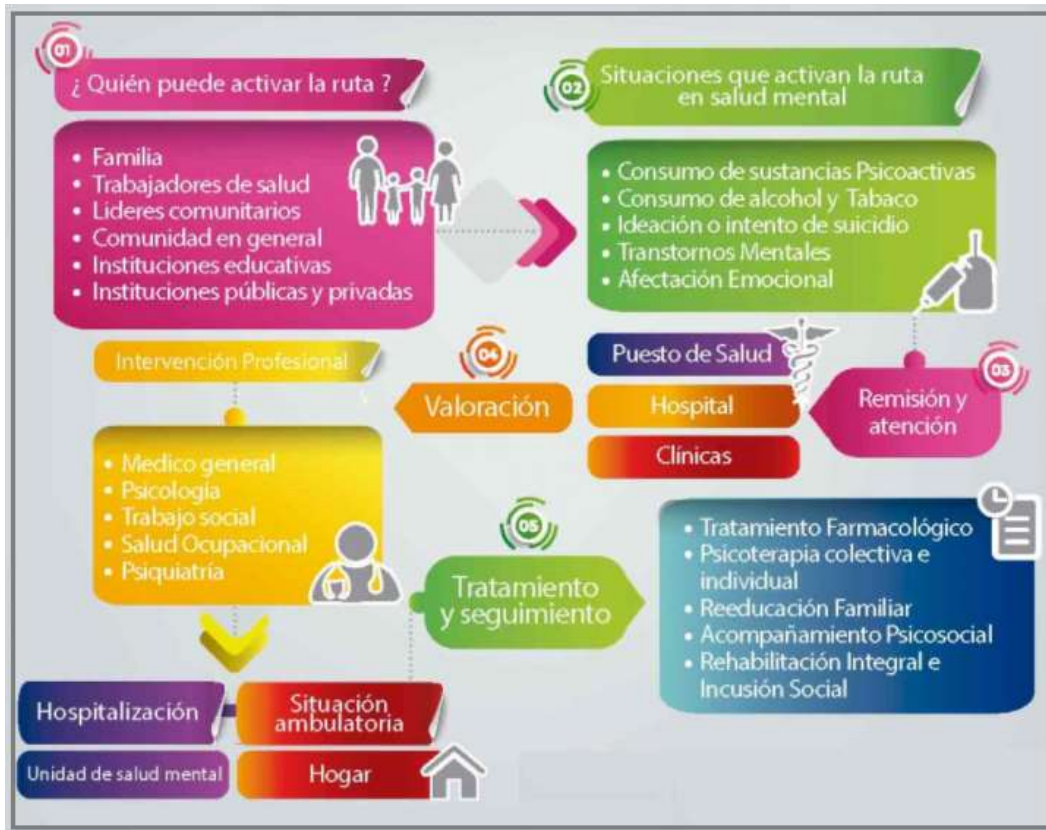 01
¿ Quién puede activar la ruta ?
• Familia
• Trabajadores de salud
• Lideres comunitarios
• Comunidad en general
• Instituciones educativas
• Instituciones públicas y privadas
02
Situaciones que activan la ruta
en salud mental
• Consumo de sustancias Psicoactivas
• Consumo de alcohol y Tabaco
• Ideación o intento de suicidio
• Transtornos Mentales
• Afectación Emocional
03
Remisión y
atención
Puesto de Salud
Hospital
Clínicas
04
Valoración
Intervención Profesional
• Medico general
• Psicología
• Trabajo social
• Salud Ocupacional
• Psiquiatría
Hospitalización
Unidad de salud mental
Situación
ambulatoria
Hogar
05
Tratamiento
y seguimiento
• Tratamiento Farmacológico
• Psicoterapia colectiva e
individual
• Reeducación Familiar
• Acompañamiento Psicosocial
• Rehabilitación Integral e
Incusión Social